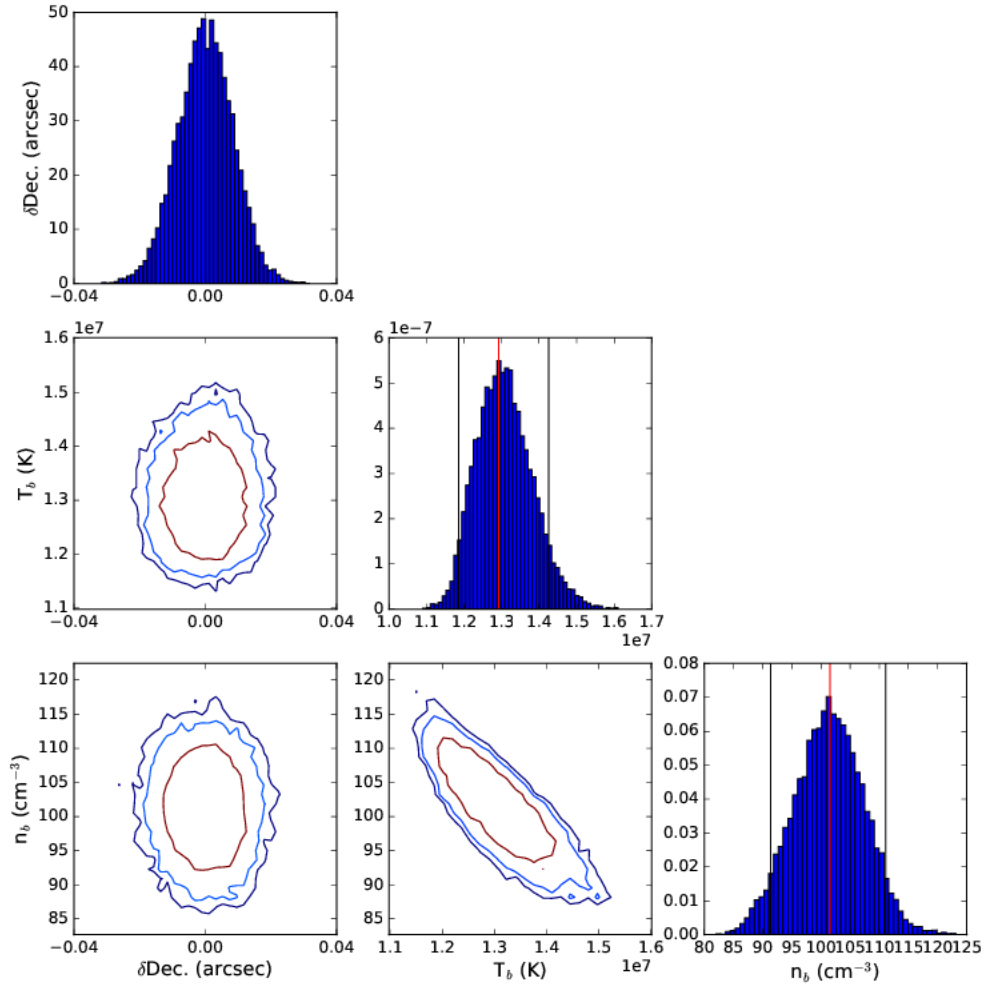 50
40
30
20
10
0
δDec. (arcsec)
−0.04 0.00 0.04
1e7
1.6
1.5
1.4
1.3
1.2
1.1
T_b (K)
−0.04 0.00 0.04
1e−7
6
5
4
3
2
1
0
1.0 1.1 1.2 1.3 1.4 1.5 1.6 1.7
1e7
120
115
110
105
100
95
90
85
n_b (cm⁻³)
−0.04 0.00 0.04
δDec. (arcsec)
120
115
110
105
100
95
90
85
1.1 1.2 1.3 1.4 1.5 1.6
1e7
T_b (K)
0.08
0.07
0.06
0.05
0.04
0.03
0.02
0.01
0.00
80 85 90 95 100 105 110 115 120 125
n_b (cm⁻³)